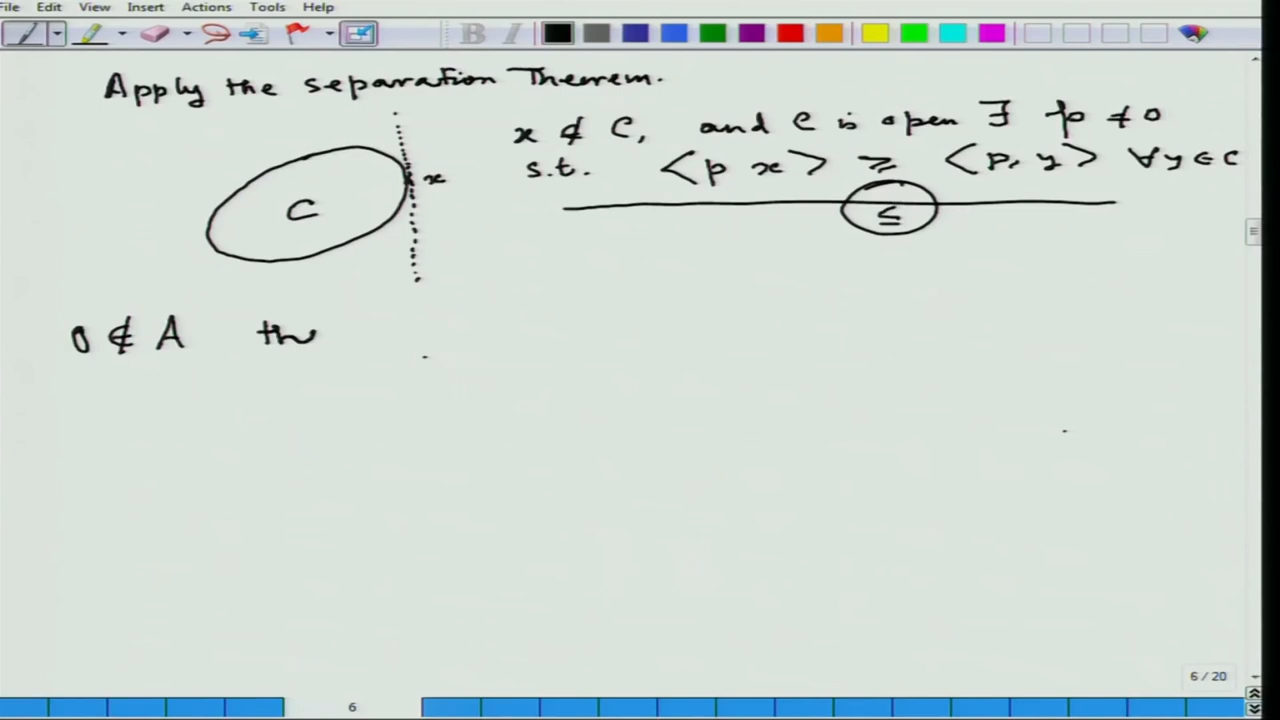 File Edit View Insert Actions Tools Help
B I
Apply the separation Theorem.
x ∉ C, and C is open ∃ p ≠ 0
s.t. <p x> ≥ <p, y> ∀y ∈ C
≤
C
x
0 ∉ A the
6 / 20
6